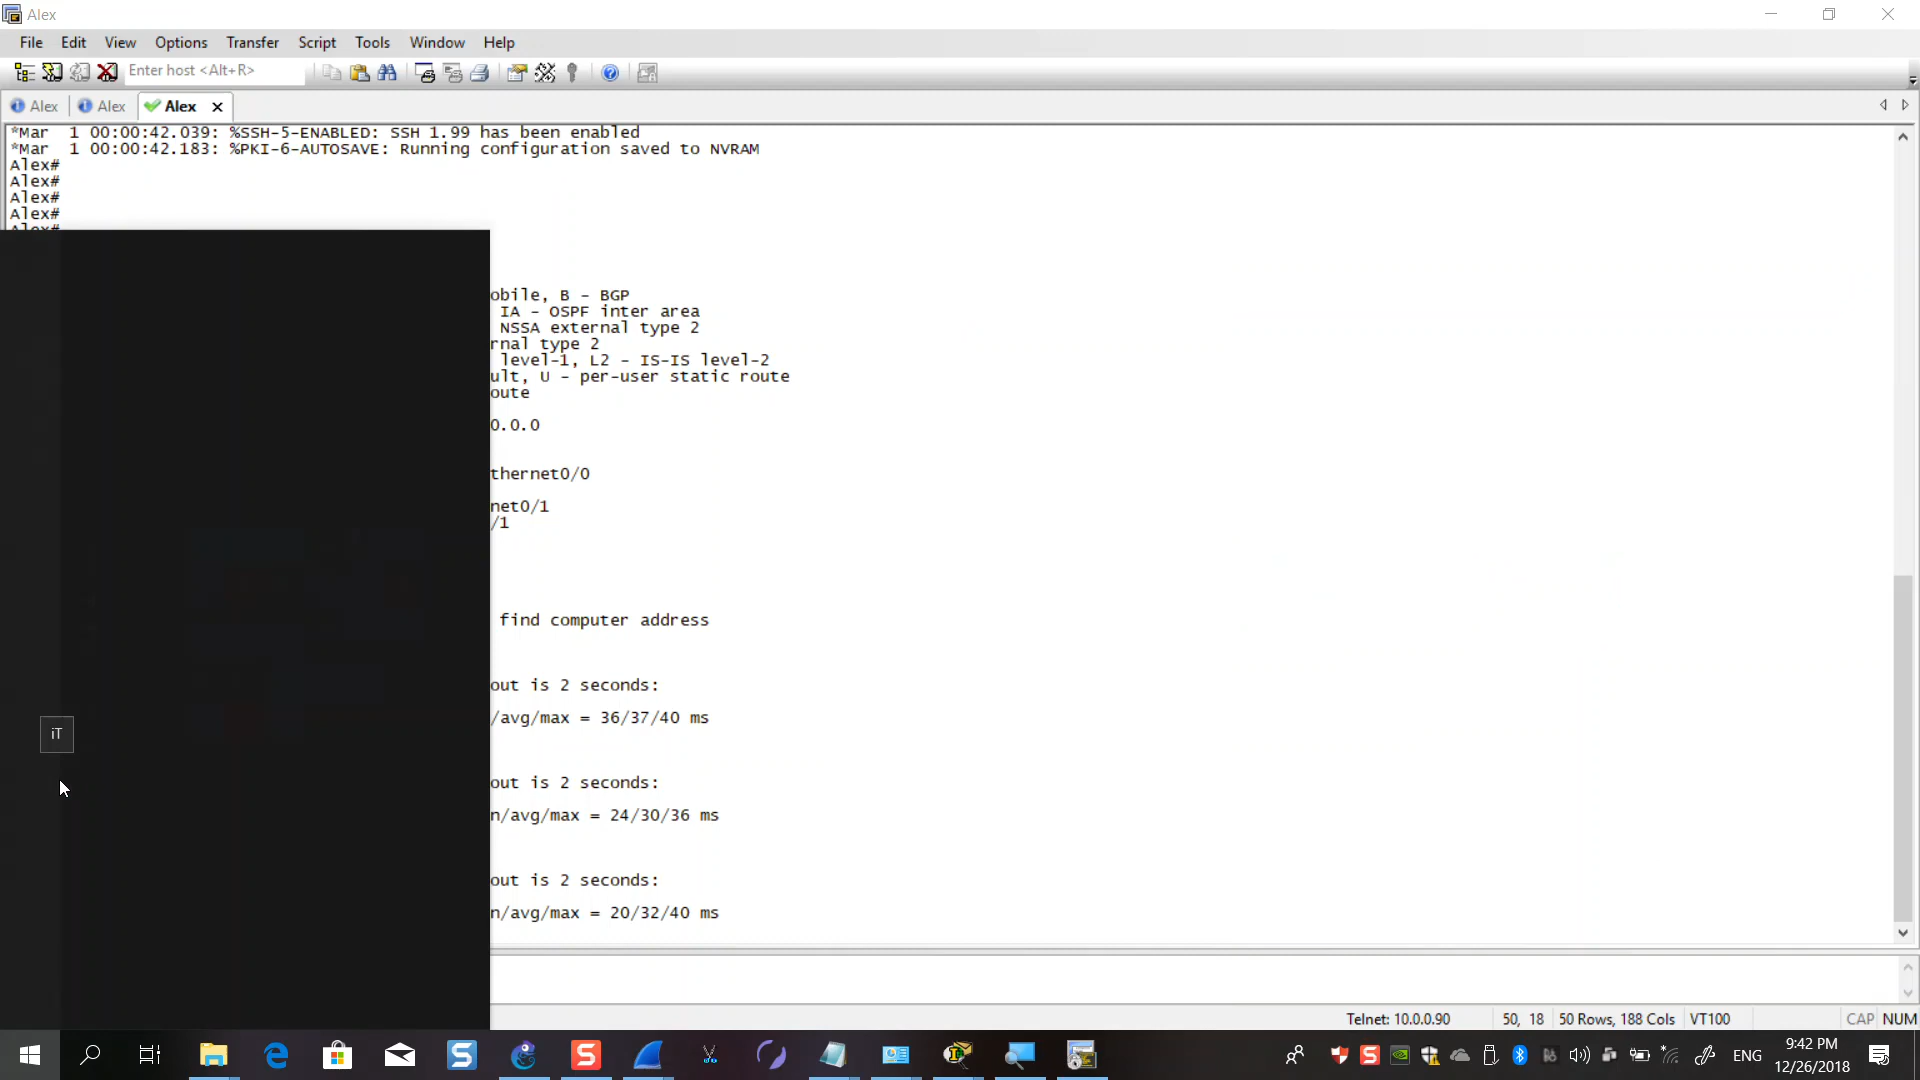 Alex
File Edit View Options Transfer Script Tools Window Help
Enter host <Alt+R>
Alex Alex Alex
*Mar  1 00:00:42.039: %SSH-5-ENABLED: SSH 1.99 has been enabled
*Mar  1 00:00:42.183: %PKI-6-AUTOSAVE: Running configuration saved to NVRAM
Alex#
Alex#
Alex#
Alex#
Alex#
obile, B - BGP
IA - OSPF inter area
NSSA external type 2
rnal type 2
level-1, L2 - IS-IS level-2
ult, U - per-user static route
oute
0.0.0
thernet0/0
net0/1
/1
find computer address
out is 2 seconds:
/avg/max = 36/37/40 ms
iT
out is 2 seconds:
n/avg/max = 24/30/36 ms
out is 2 seconds:
n/avg/max = 20/32/40 ms
Telnet: 10.0.0.90 50, 18 50 Rows, 188 Cols VT100 CAP NUM
ENG 9:42 PM
12/26/2018